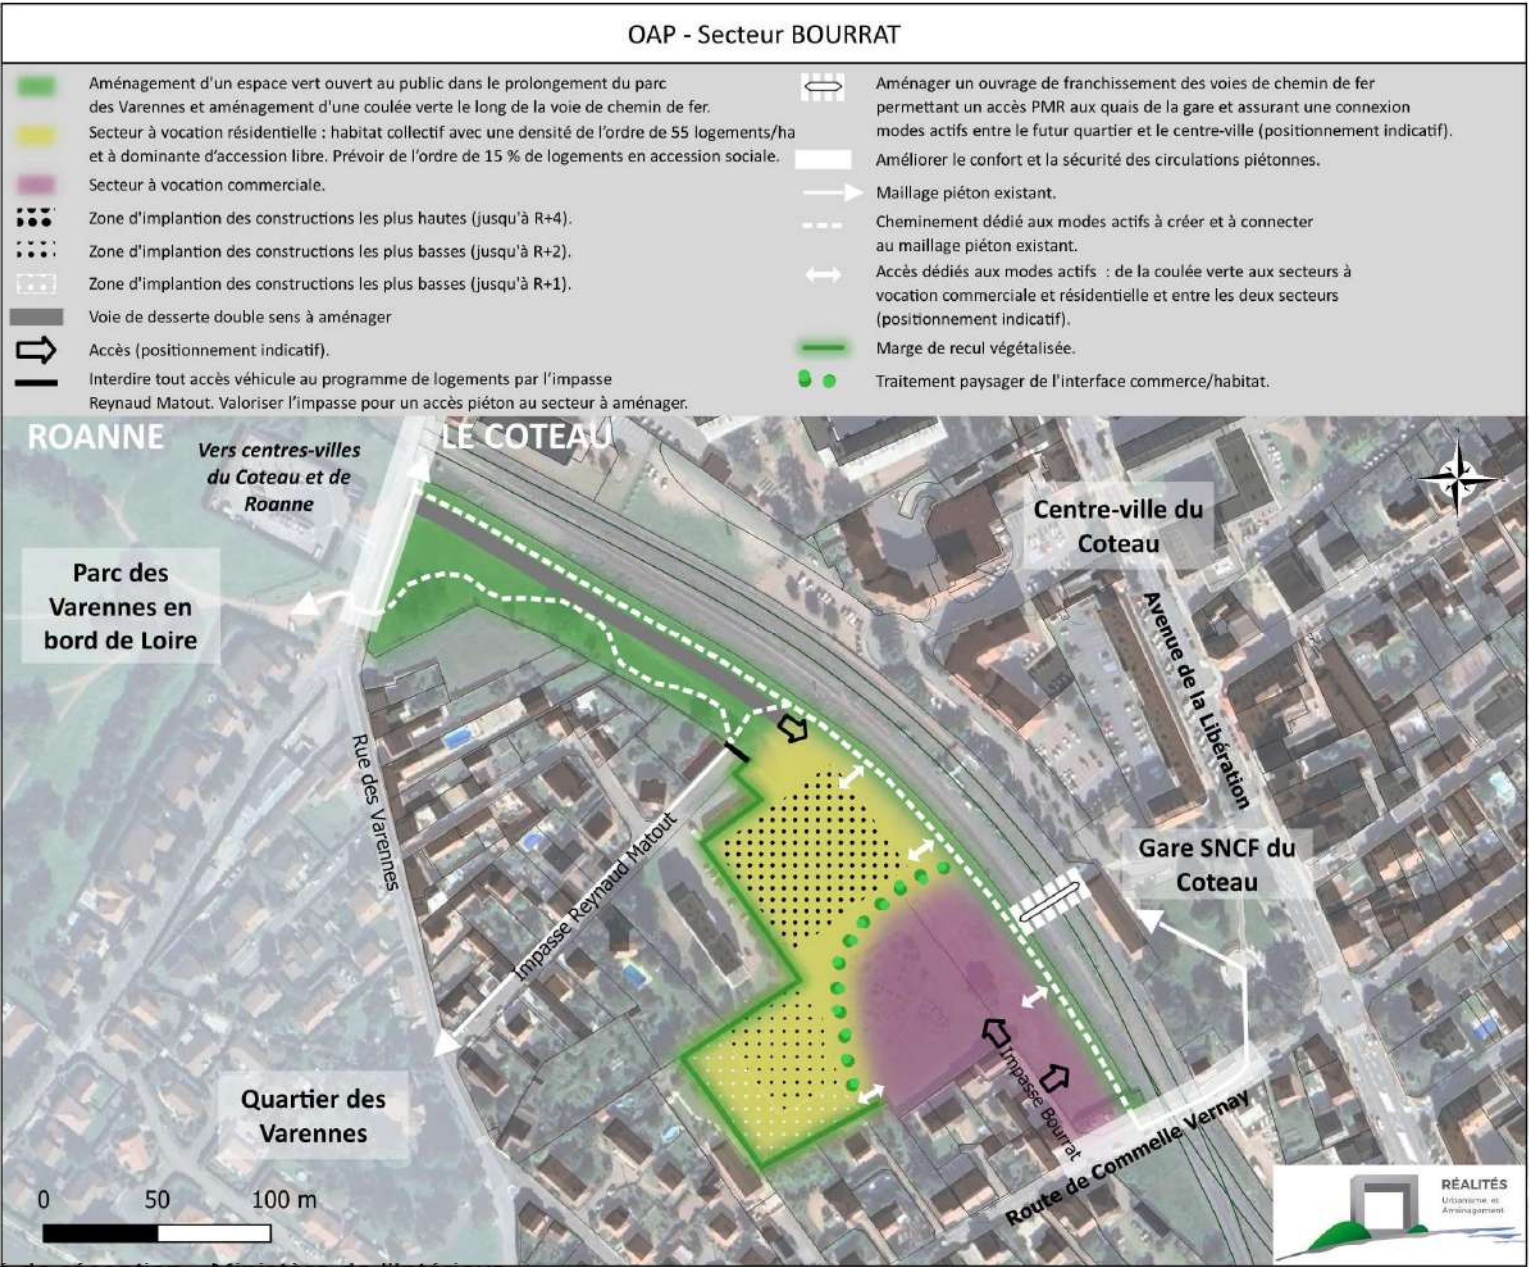 OAP - Secteur BOURRAT
Aménagement d'un espace vert ouvert au public dans le prolongement du parc
des Varennes et aménagement d'une coulée verte le long de la voie de chemin de fer.
Secteur à vocation résidentielle : habitat collectif avec une densité de l'ordre de 55 logements/ha
et à dominante d'accession libre. Prévoir de l'ordre de 15 % de logements en accession sociale.
Secteur à vocation commerciale.
Zone d'implantion des constructions les plus hautes (jusqu'à R+4).
Zone d'implantion des constructions les plus basses (jusqu'à R+2).
Zone d'implantion des constructions les plus basses (jusqu'à R+1).
Voie de desserte double sens à aménager
Accès (positionnement indicatif).
Interdire tout accès véhicule au programme de logements par l'impasse
Reynaud Matout. Valoriser l'impasse pour un accès piéton au secteur à aménager.
Aménager un ouvrage de franchissement des voies de chemin de fer
permettant un accès PMR aux quais de la gare et assurant une connexion
modes actifs entre le futur quartier et le centre-ville (positionnement indicatif).
Améliorer le confort et la sécurité des circulations piétonnes.
Maillage piéton existant.
Cheminement dédié aux modes actifs à créer et à connecter
au maillage piéton existant.
Accès dédiés aux modes actifs : de la coulée verte aux secteurs à
vocation commerciale et résidentielle et entre les deux secteurs
(positionnement indicatif).
Marge de recul végétalisée.
Traitement paysager de l'interface commerce/habitat.
ROANNE
LE COTEAU
Vers centres-villes
du Coteau et de
Roanne
Centre-ville du
Coteau
Parc des
Varennes en
bord de Loire
Avenue de la Libération
Rue des Varennes
Impasse Reynaud Matout
Gare SNCF du
Coteau
Impasse Bourrat
Route de Commelle Vernay
Quartier des
Varennes
0 50 100 m
RÉALITÉS
Urbanisme et
Aménagement